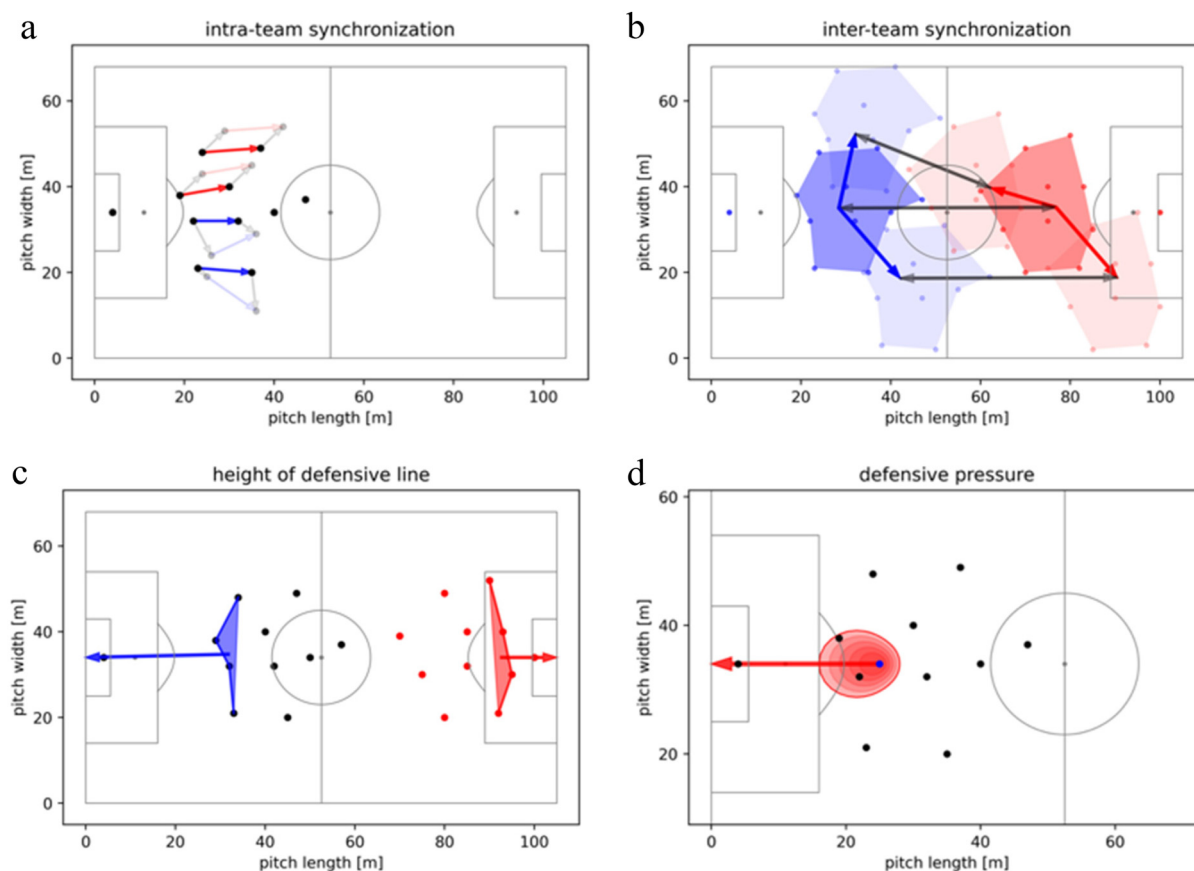 a
intra-team synchronization
60
40
20
0
pitch width [m]
0 20 40 60 80 100
pitch length [m]
b
inter-team synchronization
60
40
20
0
pitch width [m]
0 20 40 60 80 100
pitch length [m]
c
height of defensive line
60
40
20
0
pitch width [m]
0 20 40 60 80 100
pitch length [m]
d
defensive pressure
60
40
20
pitch width [m]
0 20 40 60
pitch length [m]